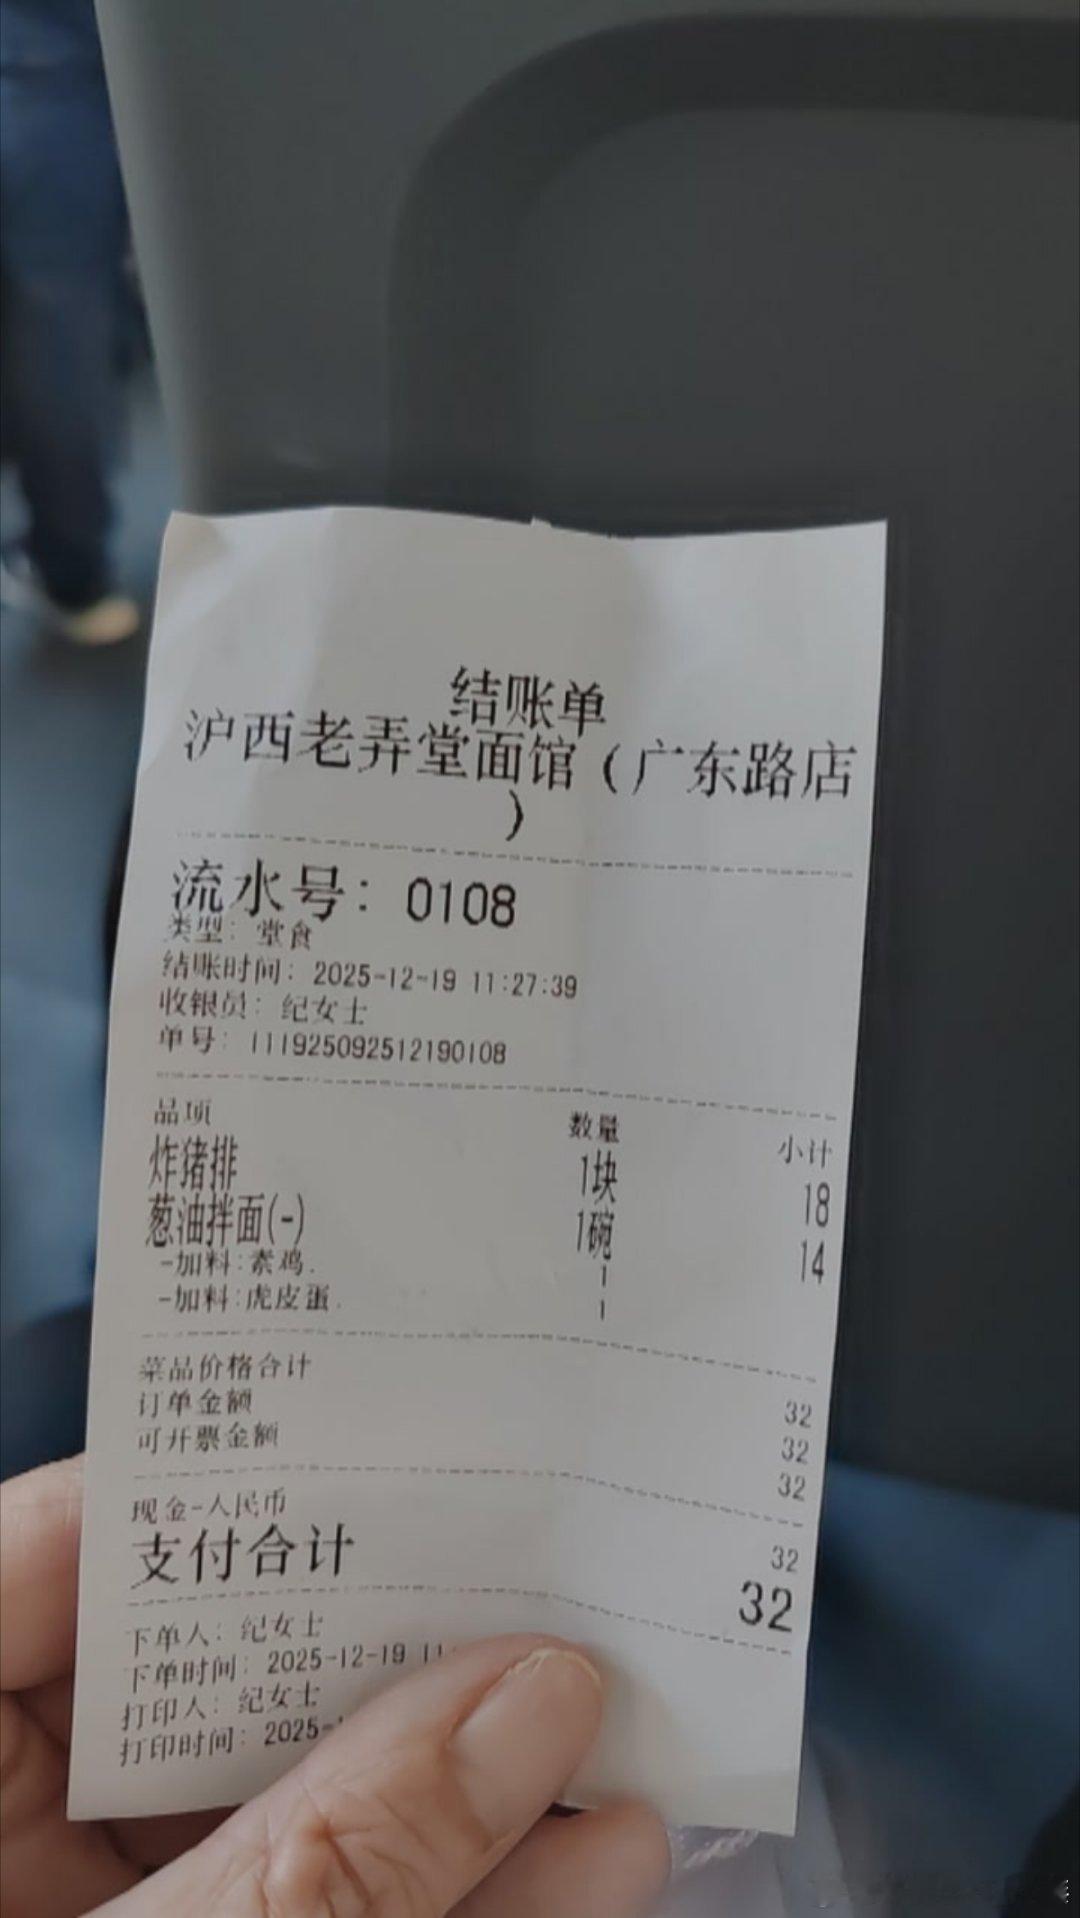 结账单
沪西老弄堂面馆（广东路店
）
流水号：0108
类型：堂食
结账时间：2025-12-19 11:27:39
收银员：纪女士
单号：111925092512190108
品项 数量 小计
炸猪排 1块 18
葱油拌面(-) 1碗 14
-加料:素鸡. 1
-加料:虎皮蛋. 1
菜品价格合计 32
订单金额 32
可开票金额 32
现金-人民币 32
支付合计 32
下单人：纪女士
下单时间：2025-12-19 11
打印人：纪女士
打印时间：2025-